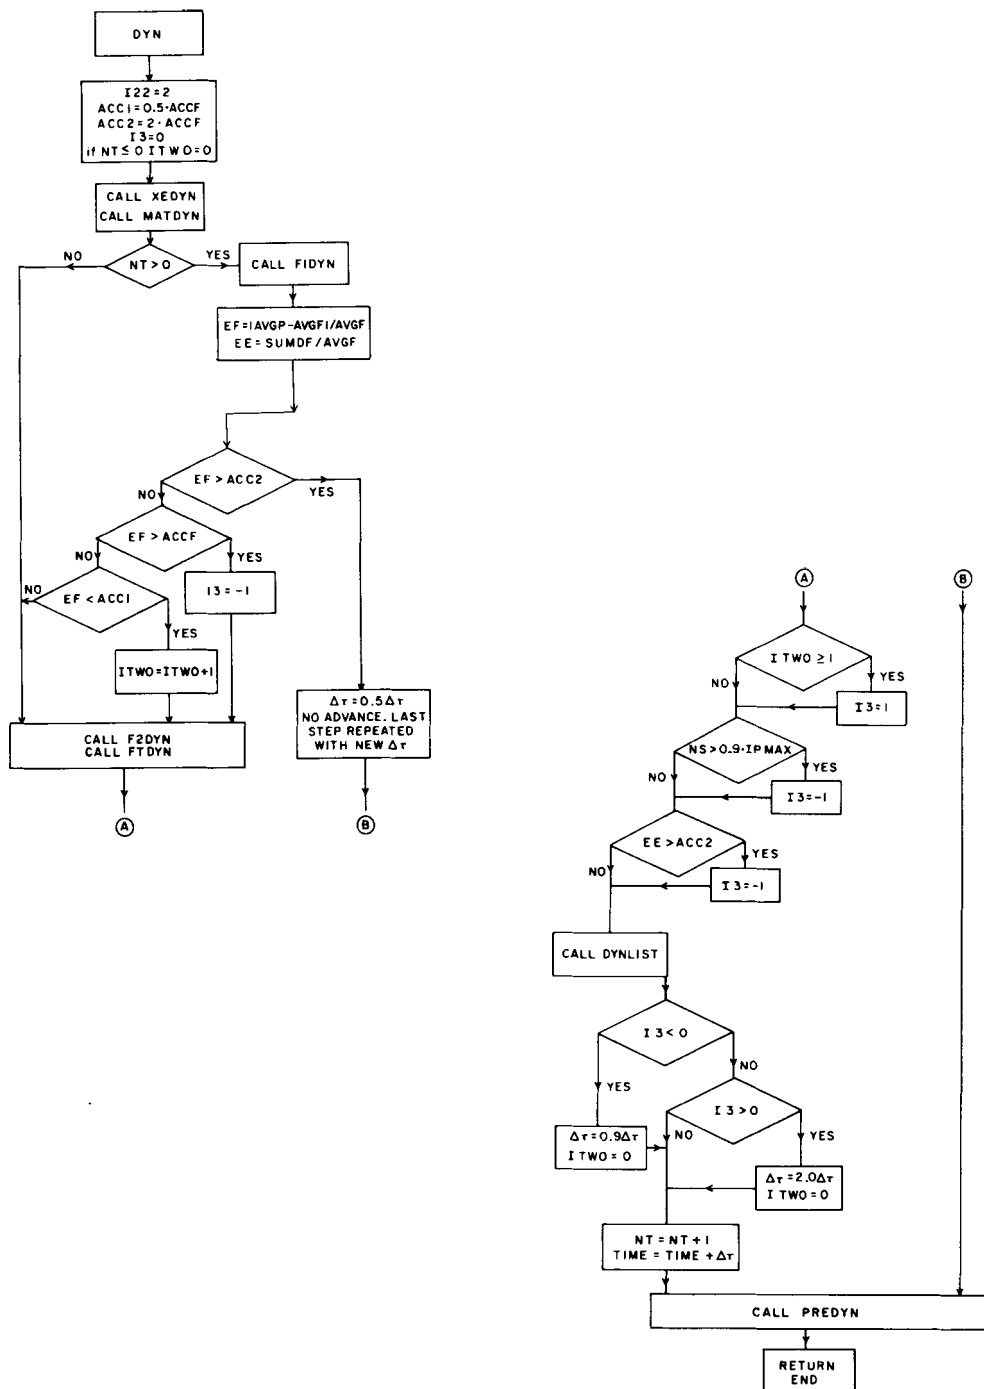 DYN
I22=2
ACC1=0.5·ACCF
ACC2=2·ACCF
I3=0
if NT≤0 ITWO=0
CALL XEDYN
CALL MATDYN
NO
NT>0
YES
CALL F1DYN
EF=|AVGP-AVGF|/AVGF
EE=SUMDF/AVGF
EF>ACC2
NO
YES
EF>ACCF
NO
YES
I3=-1
NO
EF<ACC1
YES
ITWO=ITWO+1
CALL F2DYN
CALL FTDYN
Δτ=0.5Δτ
NO ADVANCE. LAST
STEP REPEATED
WITH NEW Δτ
A
B
A
B
ITWO≥1
NO
YES
I3=1
NS>0.9·IPMAX
NO
YES
I3=-1
EE>ACC2
NO
YES
I3=-1
CALL DYNLIST
I3<0
YES
NO
I3>0
NO
YES
Δτ=0.9Δτ
ITWO=0
Δτ=2.0Δτ
ITWO=0
NT=NT+1
TIME=TIME+Δτ
CALL PREDYN
RETURN
END